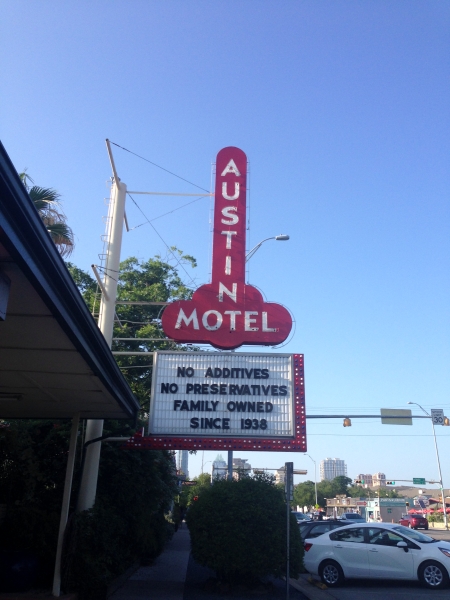 AUSTIN
MOTEL
NO ADDITIVES
NO PRESERVATIVES
FAMILY OWNED
SINCE 1938